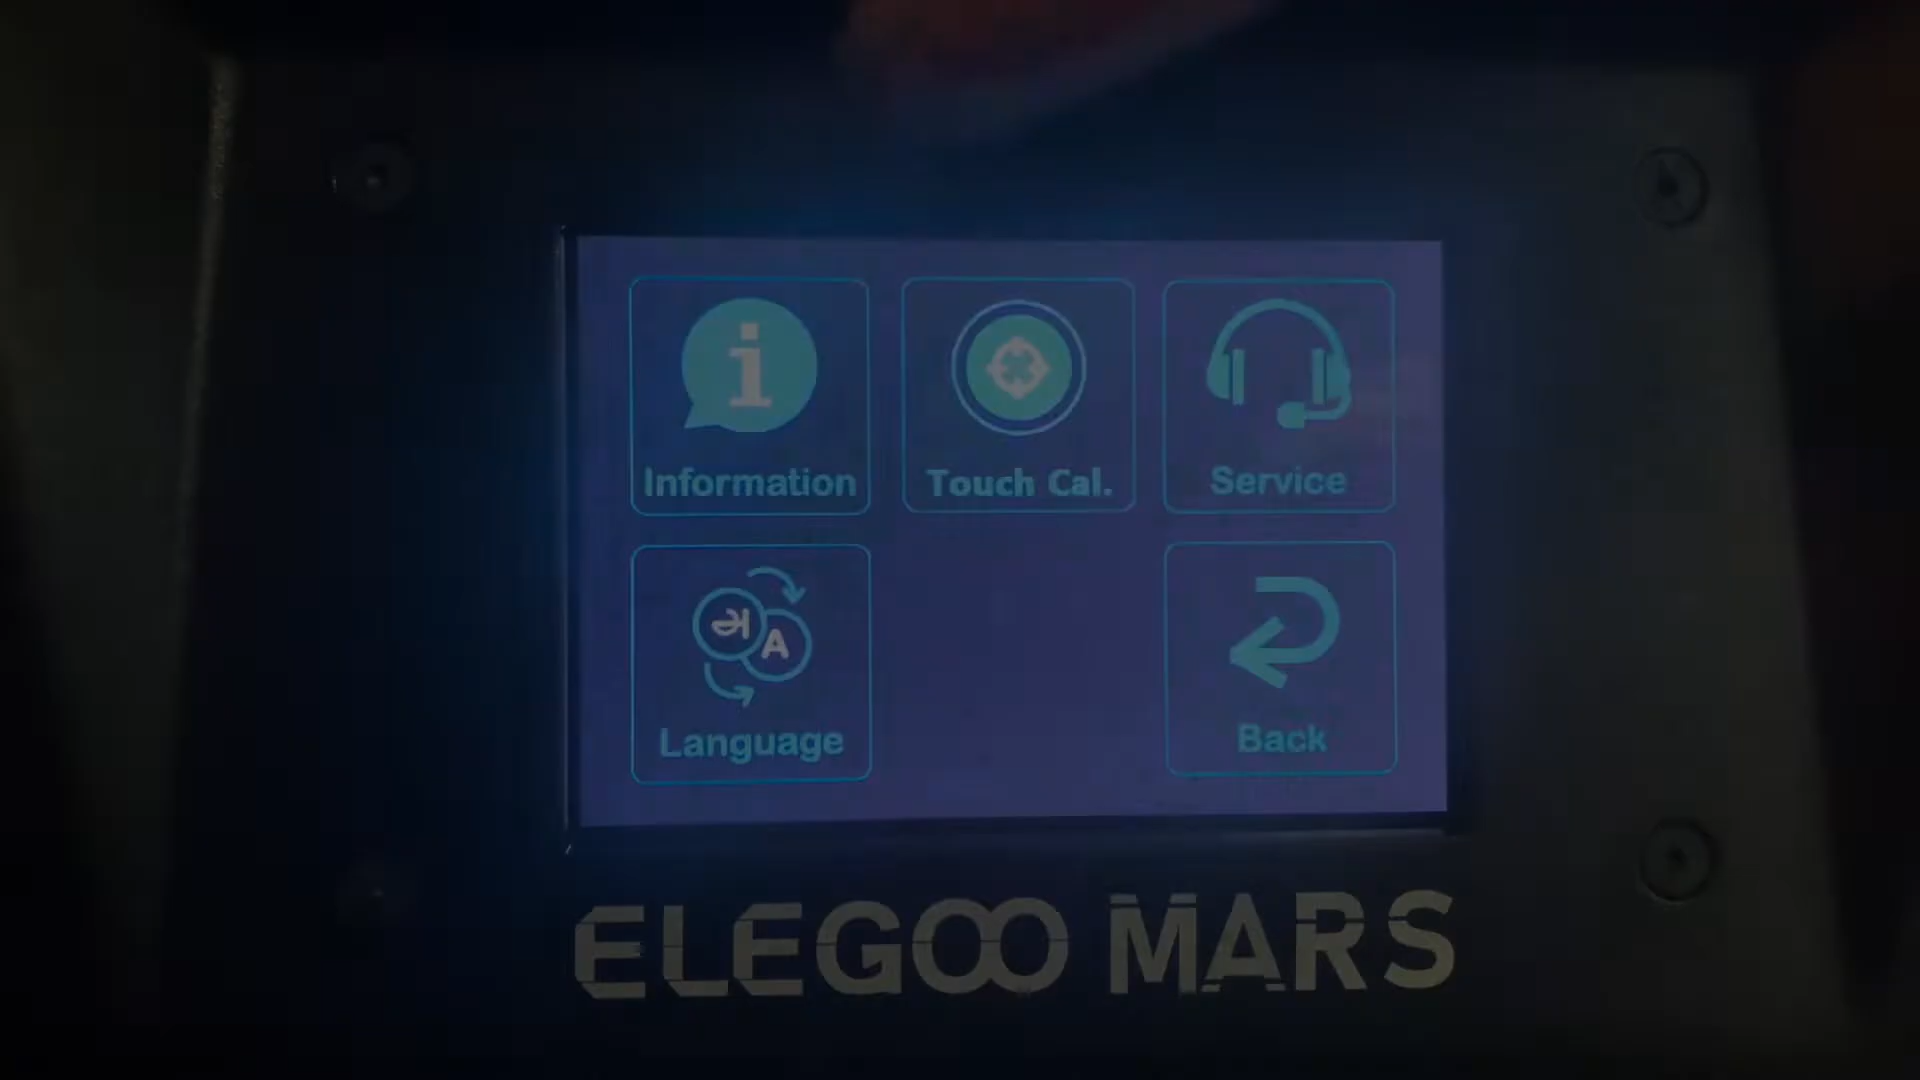 Information
Touch Cal.
Service
अ
A
Language
Back
ELEGOO MARS